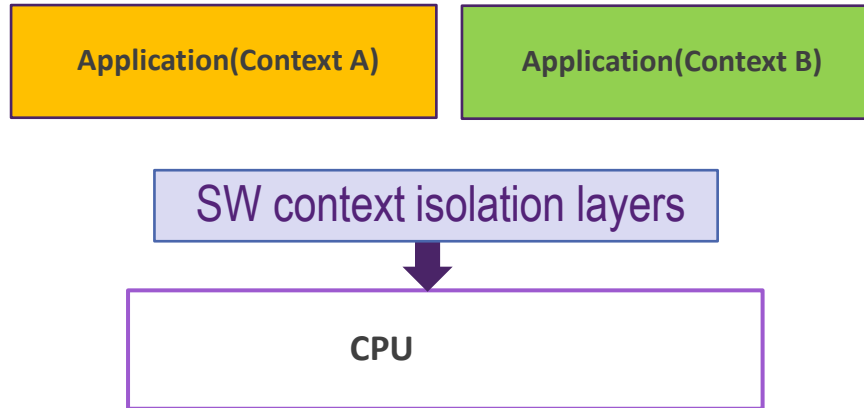 Application(Context A)
Application(Context B)
SW context isolation layers
CPU